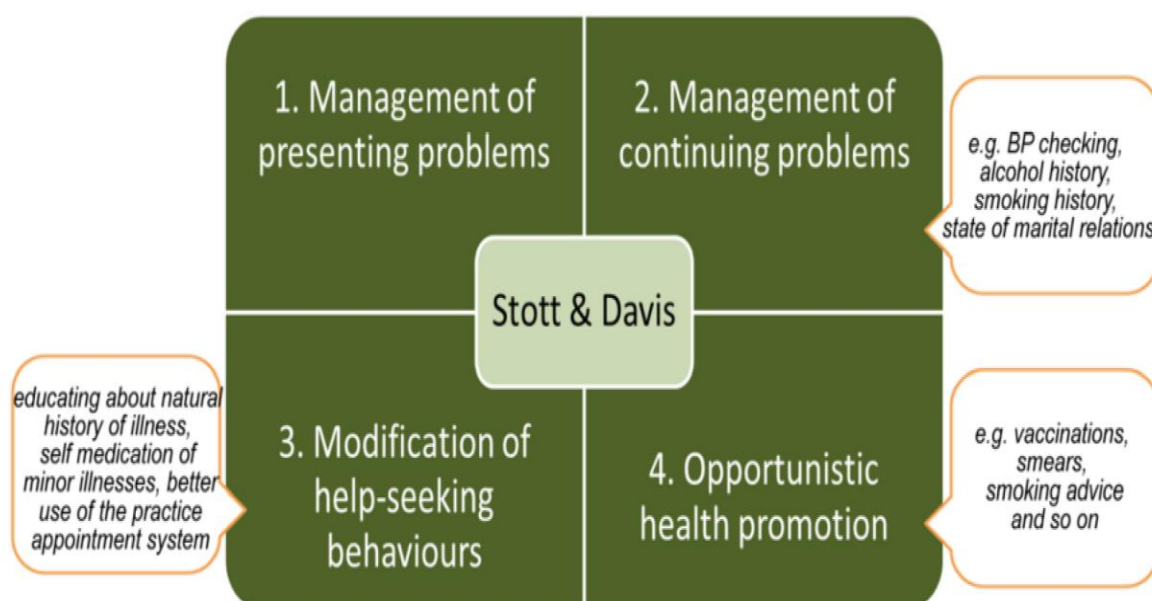 1. Management of
presenting problems
2. Management of
continuing problems
e.g. BP checking,
alcohol history,
smoking history,
state of marital relations
Stott & Davis
educating about natural
history of illness,
self medication of
minor illnesses, better
use of the practice
appointment system
3. Modification of
help-seeking
behaviours
4. Opportunistic
health promotion
e.g. vaccinations,
smears,
smoking advice
and so on